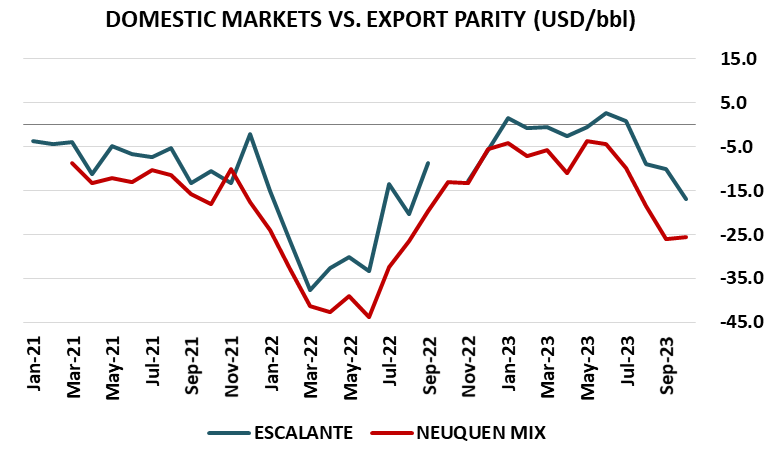 DOMESTIC MARKETS VS. EXPORT PARITY (USD/bbl)
15.0
5.0
-5.0
-15.0
-25.0
-35.0
-45.0
Jan-21
Mar-21
May-21
Jul-21
Sep-21
Nov-21
Jan-22
Mar-22
May-22
Jul-22
Sep-22
Nov-22
Jan-23
Mar-23
May-23
Jul-23
Sep-23
ESCALANTE
NEUQUEN MIX